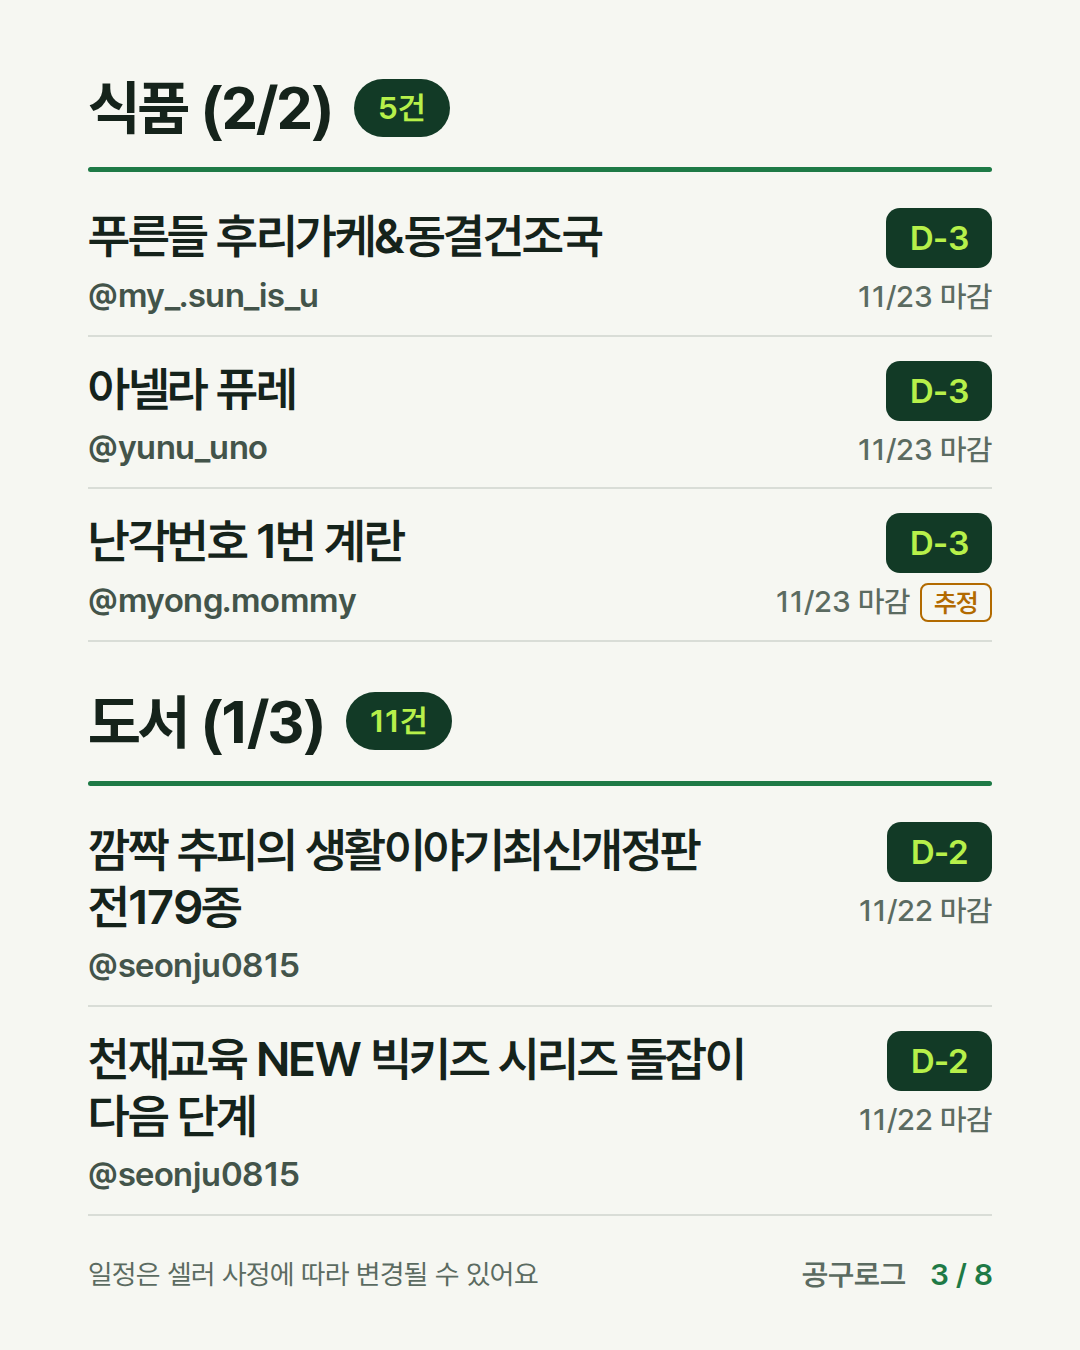 식품 (2/2) 5건
푸른들 후리가케&동결건조국 D-3
@my_.sun_is_u 11/23 마감
아넬라 퓨레 D-3
@yunu_uno 11/23 마감
난각번호 1번 계란 D-3
@myong.mommy 11/23 마감 추정
도서 (1/3) 11건
깜짝 추피의 생활이야기최신개정판 D-2
전179종 11/22 마감
@seonju0815
천재교육 NEW 빅키즈 시리즈 돌잡이 D-2
다음 단계 11/22 마감
@seonju0815
일정은 셀러 사정에 따라 변경될 수 있어요 공구로그 3 / 8